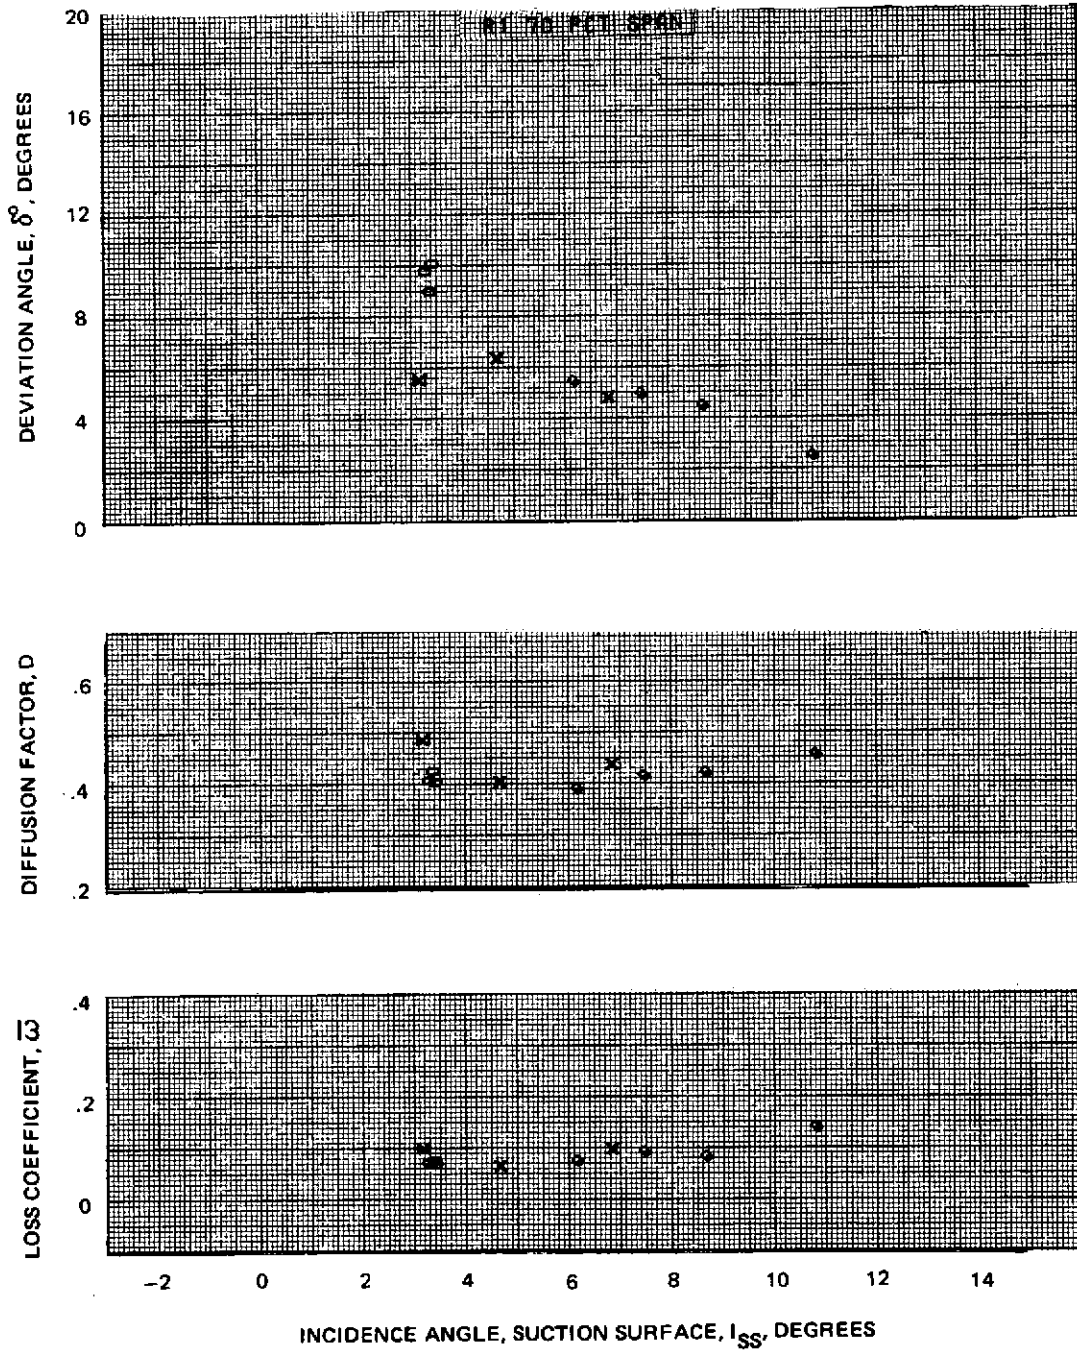 R1 70 PCT SPAN
20
16
12
8
4
0
DEVIATION ANGLE, δ°, DEGREES
.6
.4
.2
DIFFUSION FACTOR, D
.4
.2
0
LOSS COEFFICIENT, ω̅
−2 0 2 4 6 8 10 12 14
INCIDENCE ANGLE, SUCTION SURFACE, ISS, DEGREES